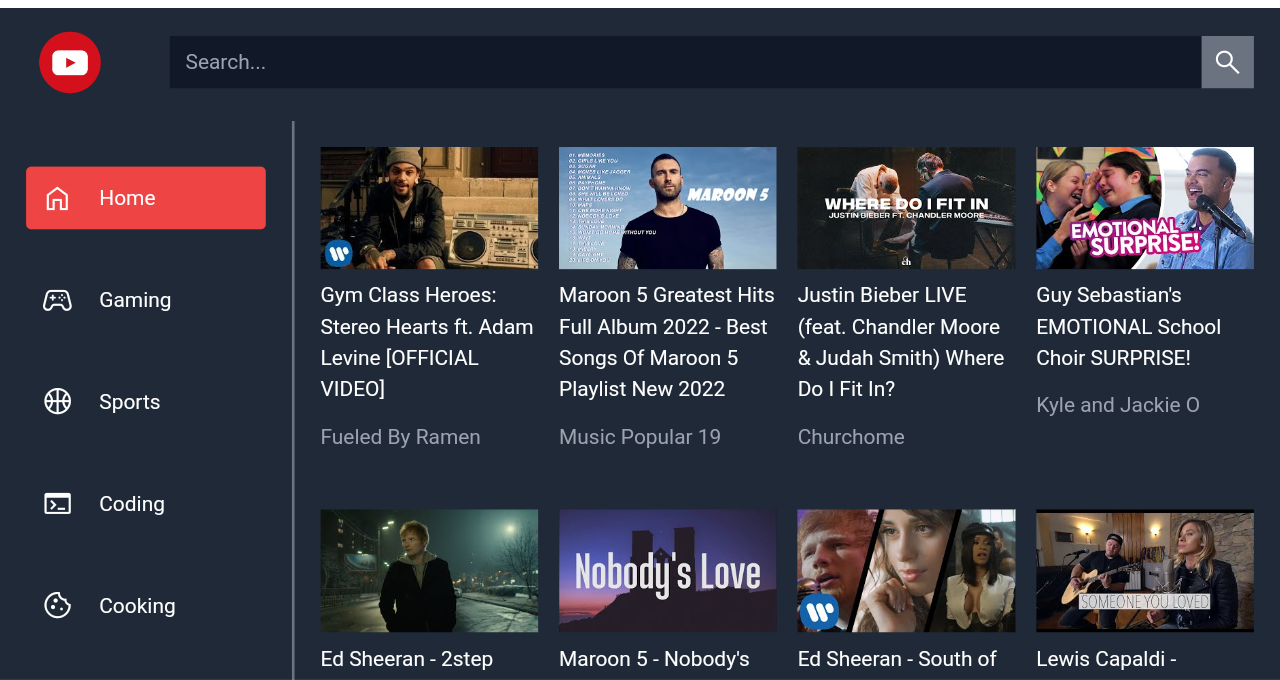 Search...
Home
Gaming
Sports
Coding
Cooking
MAROON 5
WHERE DO I FIT IN
JUSTIN BIEBER FT. CHANDLER MOORE
ch
EMOTIONAL
SURPRISE!
Gym Class Heroes:
Stereo Hearts ft. Adam
Levine [OFFICIAL
VIDEO]
Fueled By Ramen
Maroon 5 Greatest Hits
Full Album 2022 - Best
Songs Of Maroon 5
Playlist New 2022
Music Popular 19
Justin Bieber LIVE
(feat. Chandler Moore
& Judah Smith) Where
Do I Fit In?
Churchome
Guy Sebastian's
EMOTIONAL School
Choir SURPRISE!
Kyle and Jackie O
Nobody's Love
SOMEONE YOU LOVED
Ed Sheeran - 2step
Maroon 5 - Nobody's
Ed Sheeran - South of
Lewis Capaldi -